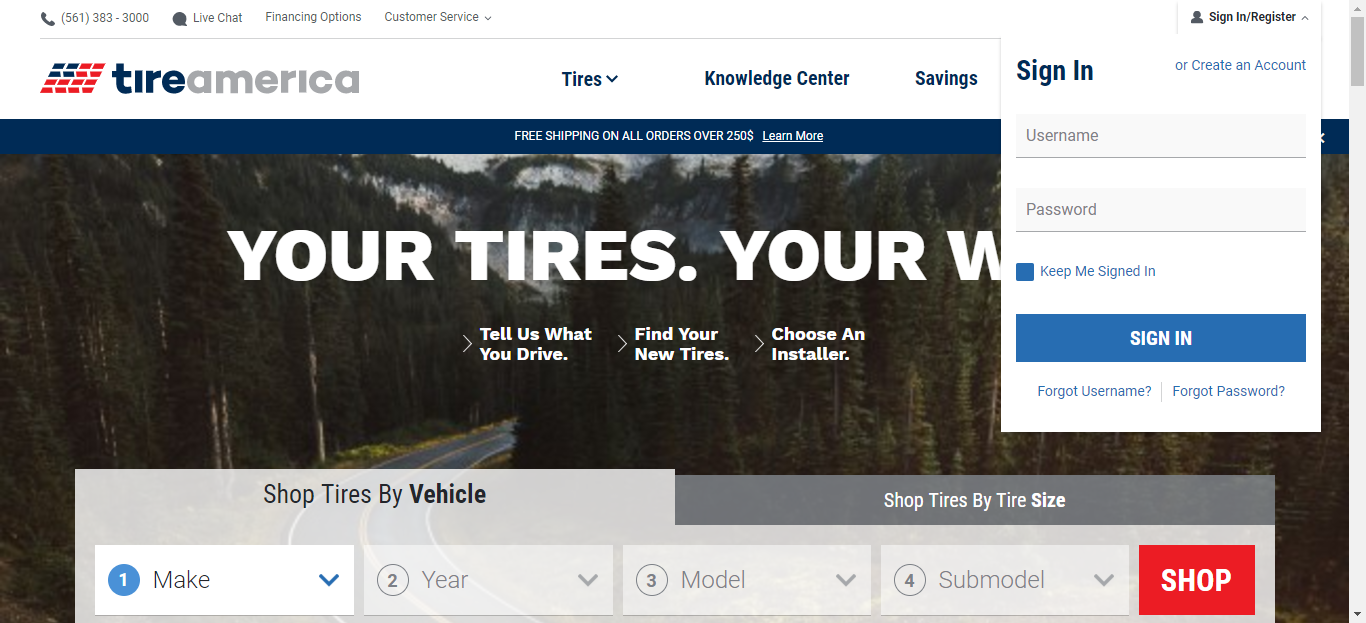 (561) 383 - 3000 Live Chat Financing Options Customer Service Sign In/Register
tireamerica Tires Knowledge Center Savings
Sign In or Create an Account
FREE SHIPPING ON ALL ORDERS OVER 250$ Learn More
Username
Password
Keep Me Signed In
SIGN IN
Forgot Username? Forgot Password?
YOUR TIRES. YOUR W
Tell Us What
You Drive.
Find Your
New Tires.
Choose An
Installer.
Shop Tires By Vehicle
Shop Tires By Tire Size
1 Make 2 Year 3 Model 4 Submodel SHOP